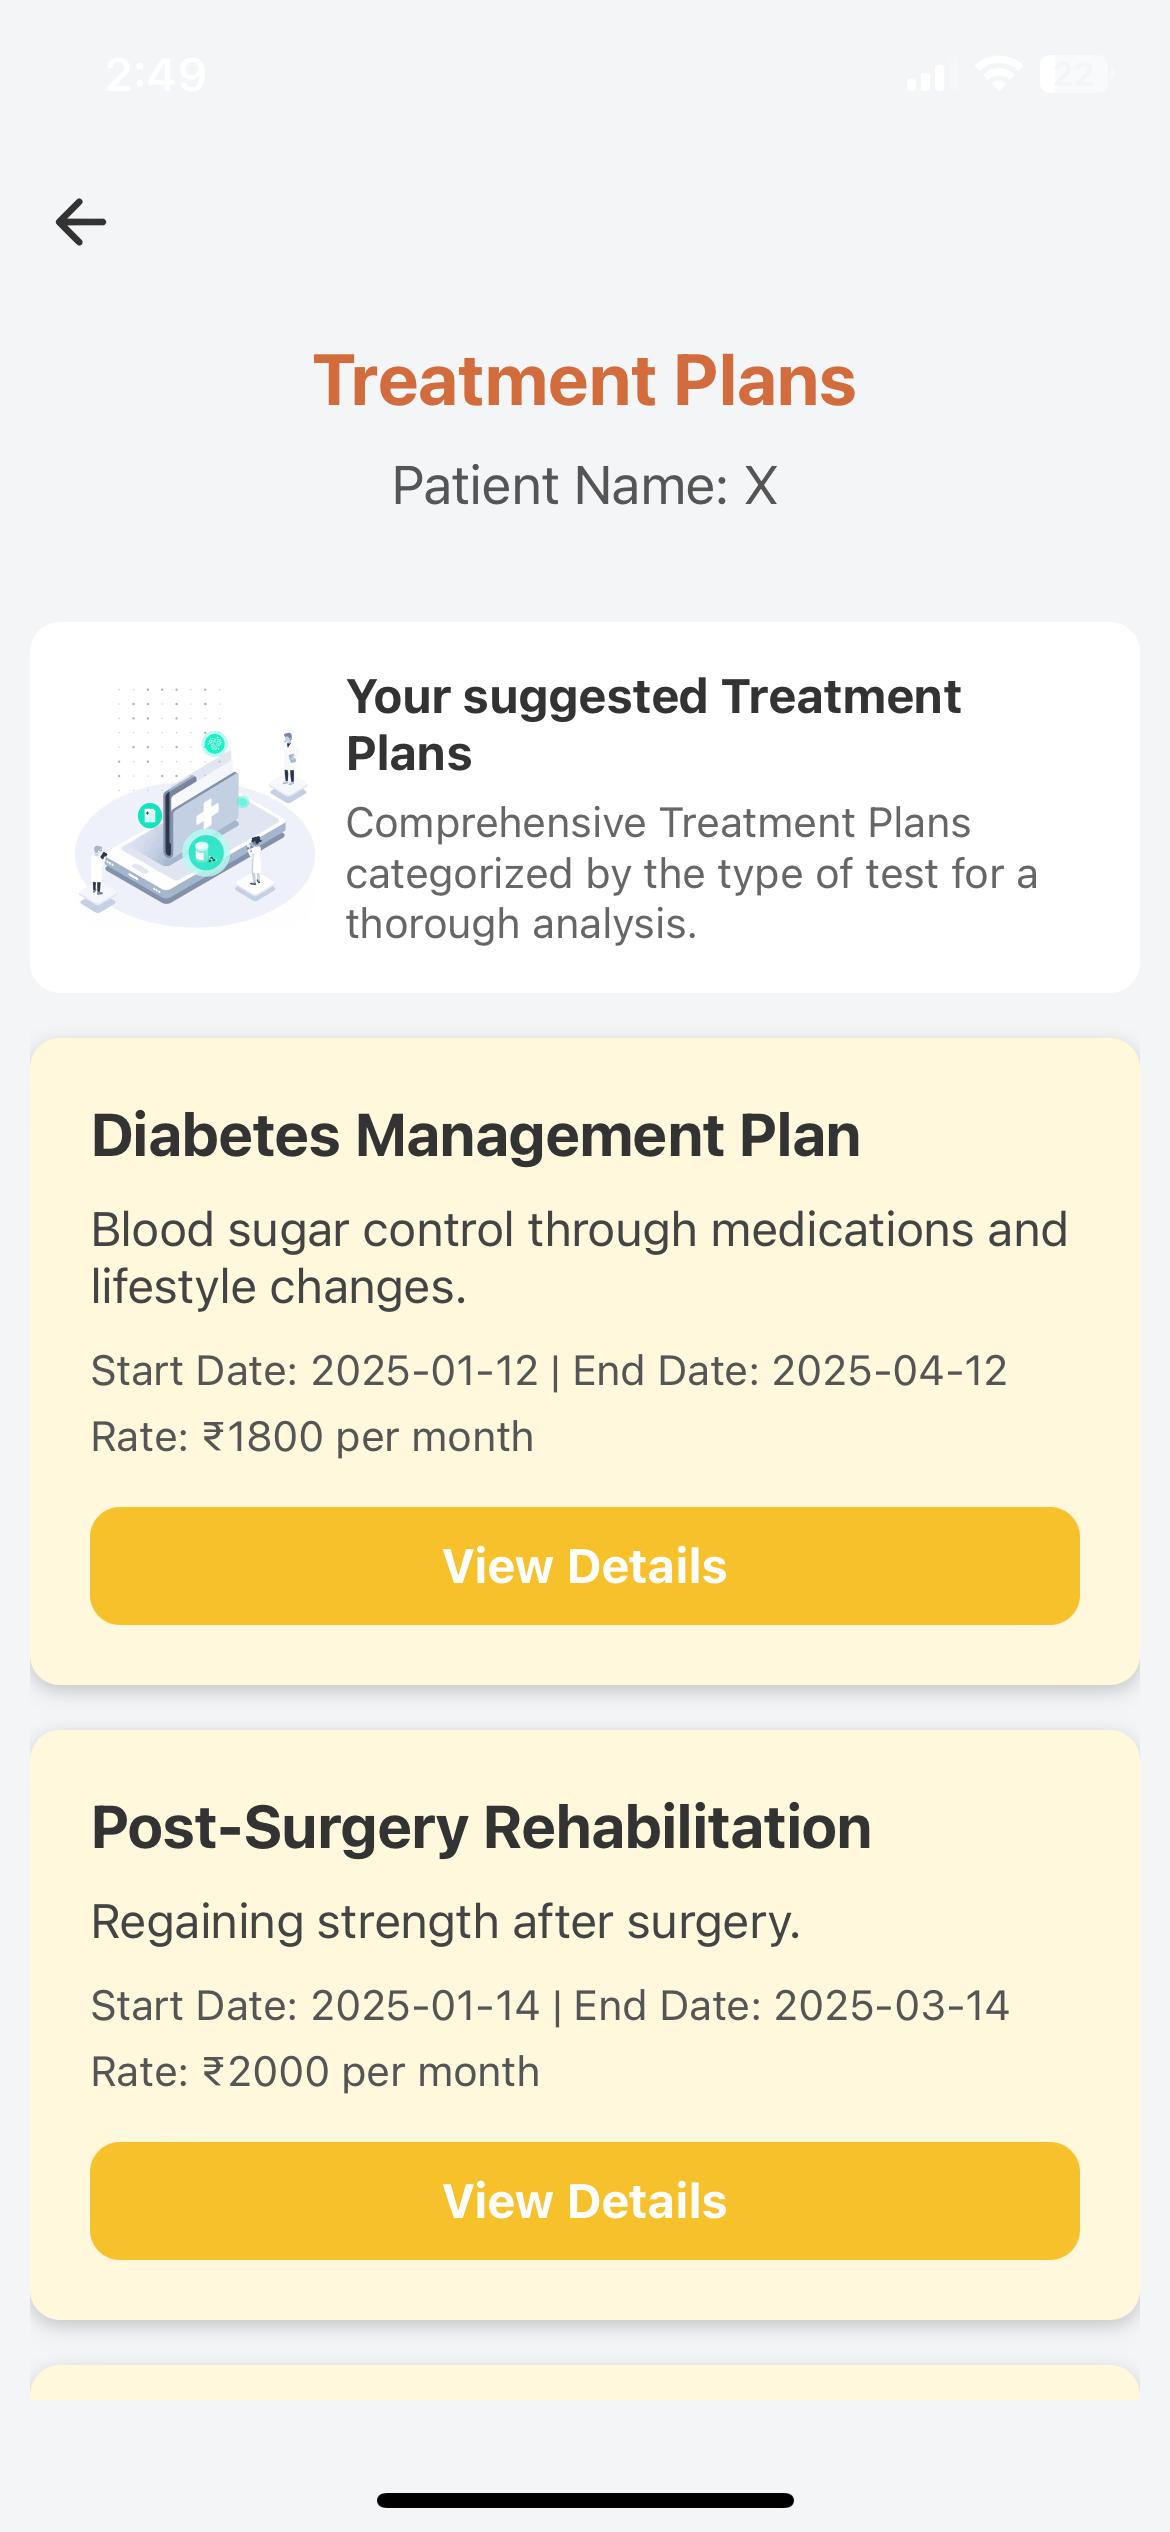 2:49
22
Treatment Plans
Patient Name: X
Your suggested Treatment
Plans
Comprehensive Treatment Plans
categorized by the type of test for a
thorough analysis.
Diabetes Management Plan
Blood sugar control through medications and
lifestyle changes.
Start Date: 2025-01-12 | End Date: 2025-04-12
Rate: ₹1800 per month
View Details
Post-Surgery Rehabilitation
Regaining strength after surgery.
Start Date: 2025-01-14 | End Date: 2025-03-14
Rate: ₹2000 per month
View Details